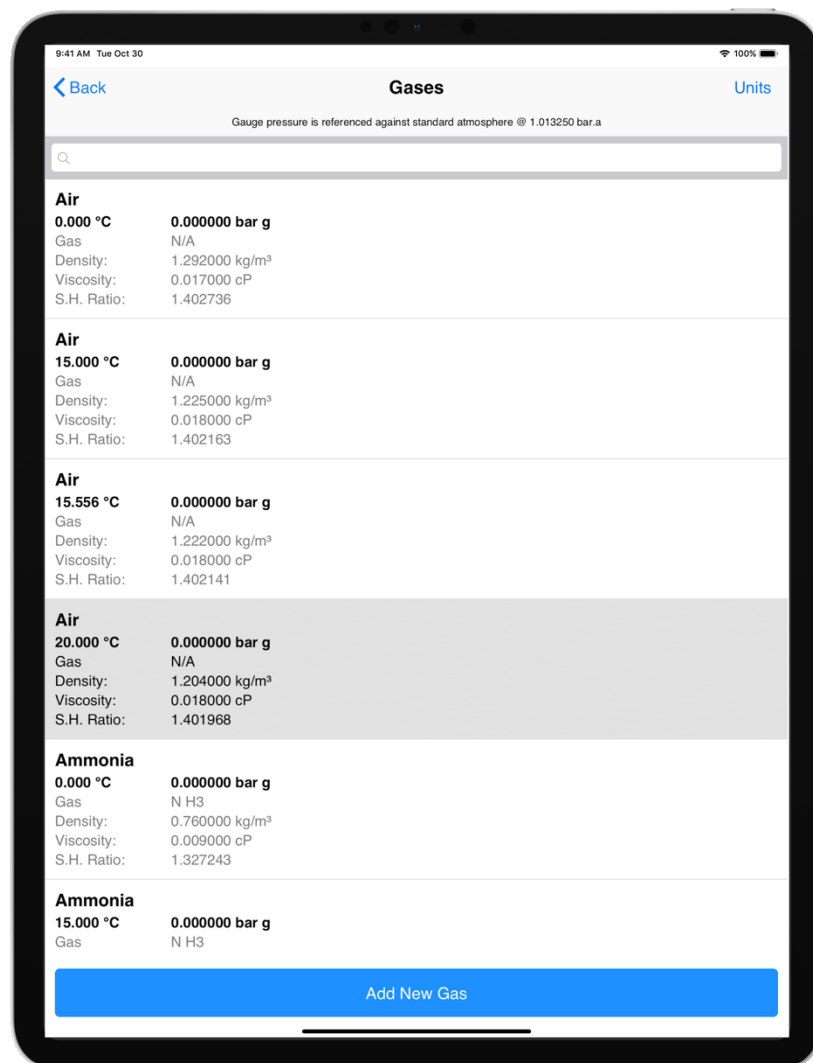 9:41 AM Tue Oct 30 100%
Back Gases Units
Gauge pressure is referenced against standard atmosphere @ 1.013250 bar.a
Air
0.000 °C 0.000000 bar g
Gas N/A
Density: 1.292000 kg/m³
Viscosity: 0.017000 cP
S.H. Ratio: 1.402736
Air
15.000 °C 0.000000 bar g
Gas N/A
Density: 1.225000 kg/m³
Viscosity: 0.018000 cP
S.H. Ratio: 1.402163
Air
15.556 °C 0.000000 bar g
Gas N/A
Density: 1.222000 kg/m³
Viscosity: 0.018000 cP
S.H. Ratio: 1.402141
Air
20.000 °C 0.000000 bar g
Gas N/A
Density: 1.204000 kg/m³
Viscosity: 0.018000 cP
S.H. Ratio: 1.401968
Ammonia
0.000 °C 0.000000 bar g
Gas N H3
Density: 0.760000 kg/m³
Viscosity: 0.009000 cP
S.H. Ratio: 1.327243
Ammonia
15.000 °C 0.000000 bar g
Gas N H3
Add New Gas